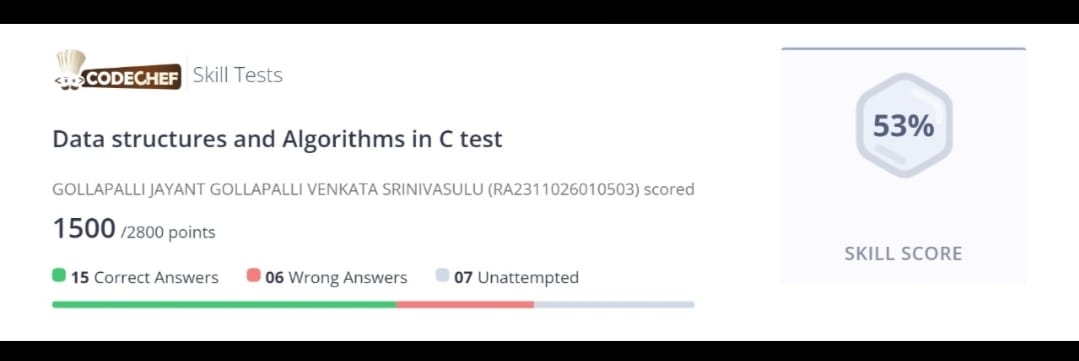 CODECHEF Skill Tests
Data structures and Algorithms in C test
GOLLAPALLI JAYANT GOLLAPALLI VENKATA SRINIVASULU (RA2311026010503) scored
1500 /2800 points
15 Correct Answers 06 Wrong Answers 07 Unattempted
53%
SKILL SCORE